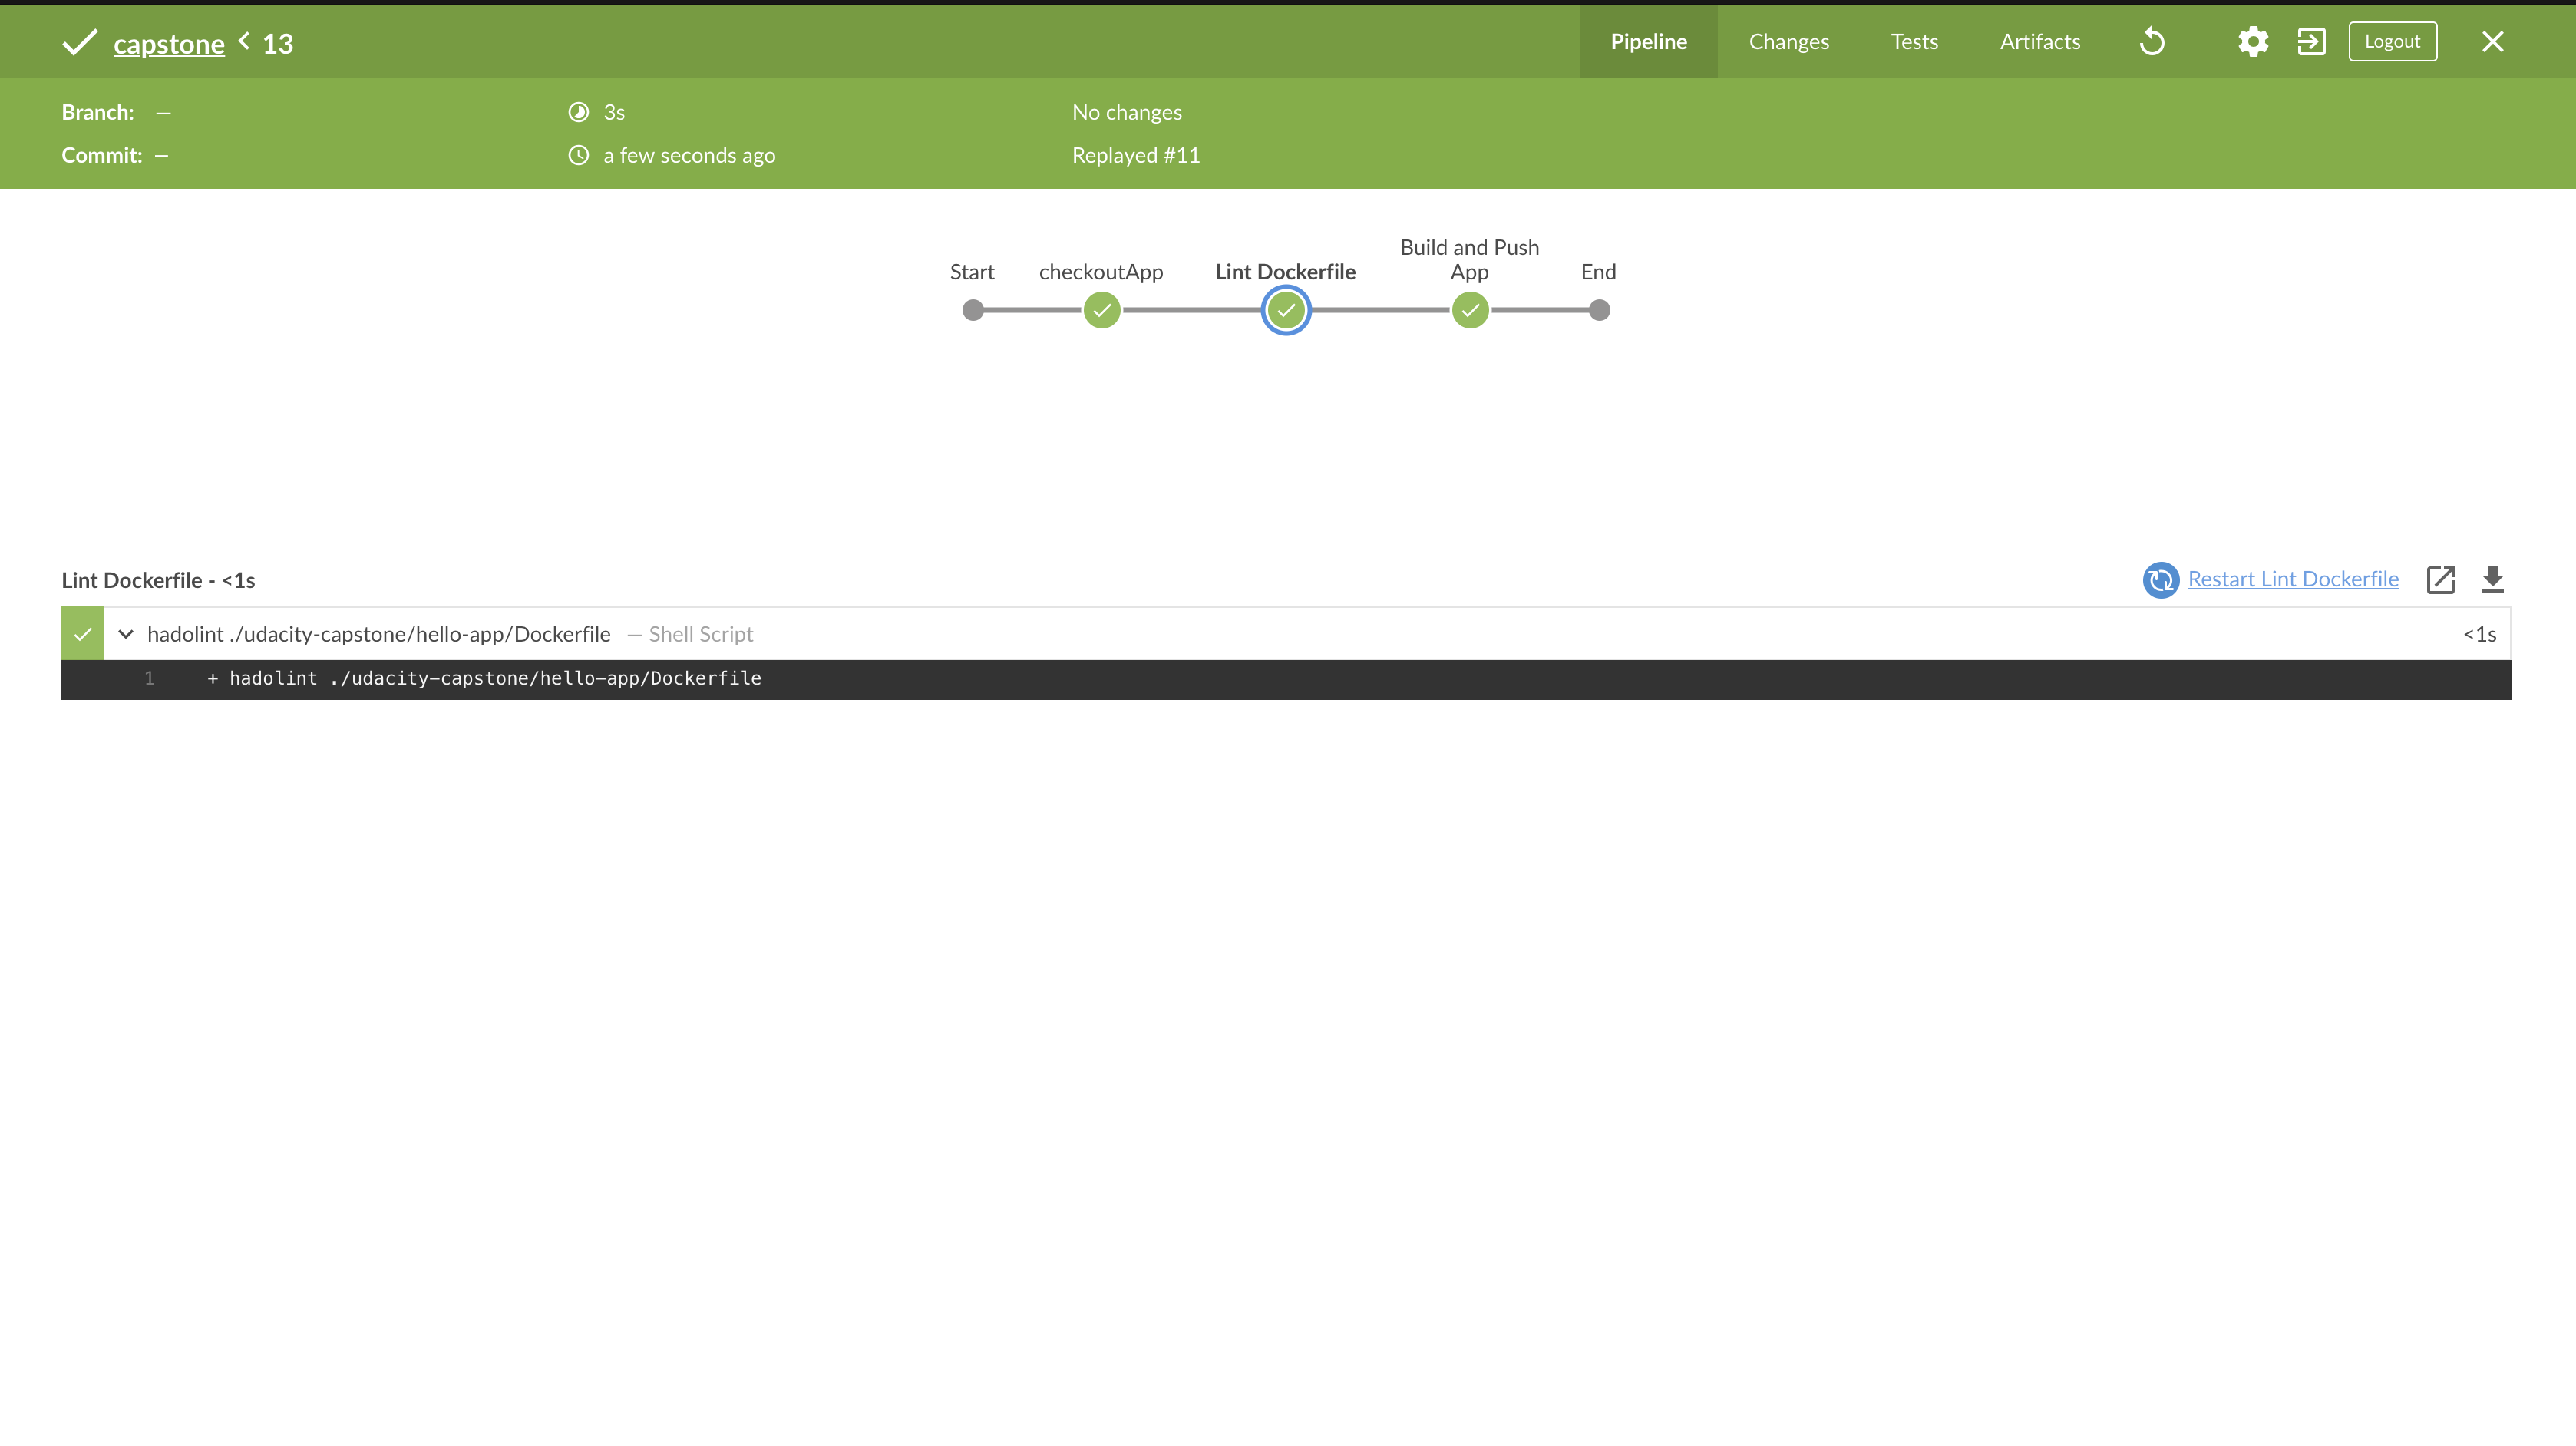 capstone < 13
Pipeline Changes Tests Artifacts Logout
Branch: — 3s No changes
Commit: — a few seconds ago Replayed #11
Start checkoutApp Lint Dockerfile Build and Push App End
Lint Dockerfile - <1s Restart Lint Dockerfile
hadolint ./udacity-capstone/hello-app/Dockerfile — Shell Script <1s
1 + hadolint ./udacity-capstone/hello-app/Dockerfile